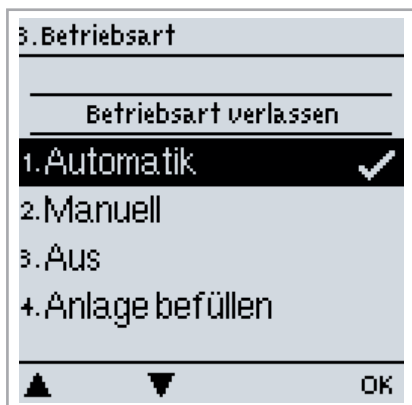 3.Betriebsart
Betriebsart verlassen
1.Automatik
2.Manuell
3.Aus
4.Anlage befüllen
OK